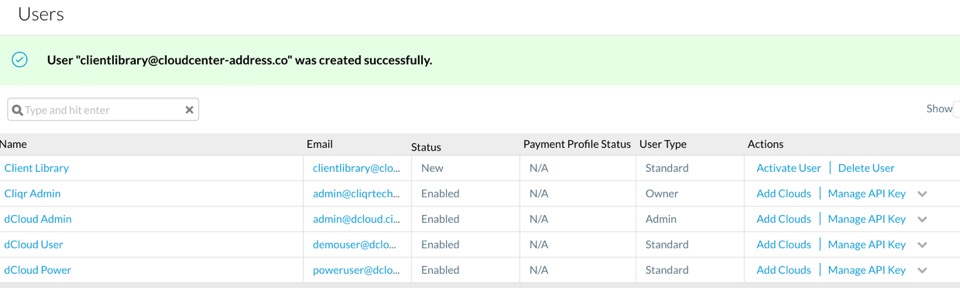 Users
User "clientlibrary@cloudcenter-address.co" was created successfully.
Type and hit enter
Show
Name Email Status Payment Profile Status User Type Actions
Client Library clientlibrary@clo... New N/A Standard Activate User | Delete User
Cliqr Admin admin@cliqrtech... Enabled N/A Owner Add Clouds | Manage API Key
dCloud Admin admin@dcloud.ci... Enabled N/A Admin Add Clouds | Manage API Key
dCloud User demouser@dclo... Enabled N/A Standard Add Clouds | Manage API Key
dCloud Power poweruser@dclo... Enabled N/A Standard Add Clouds | Manage API Key